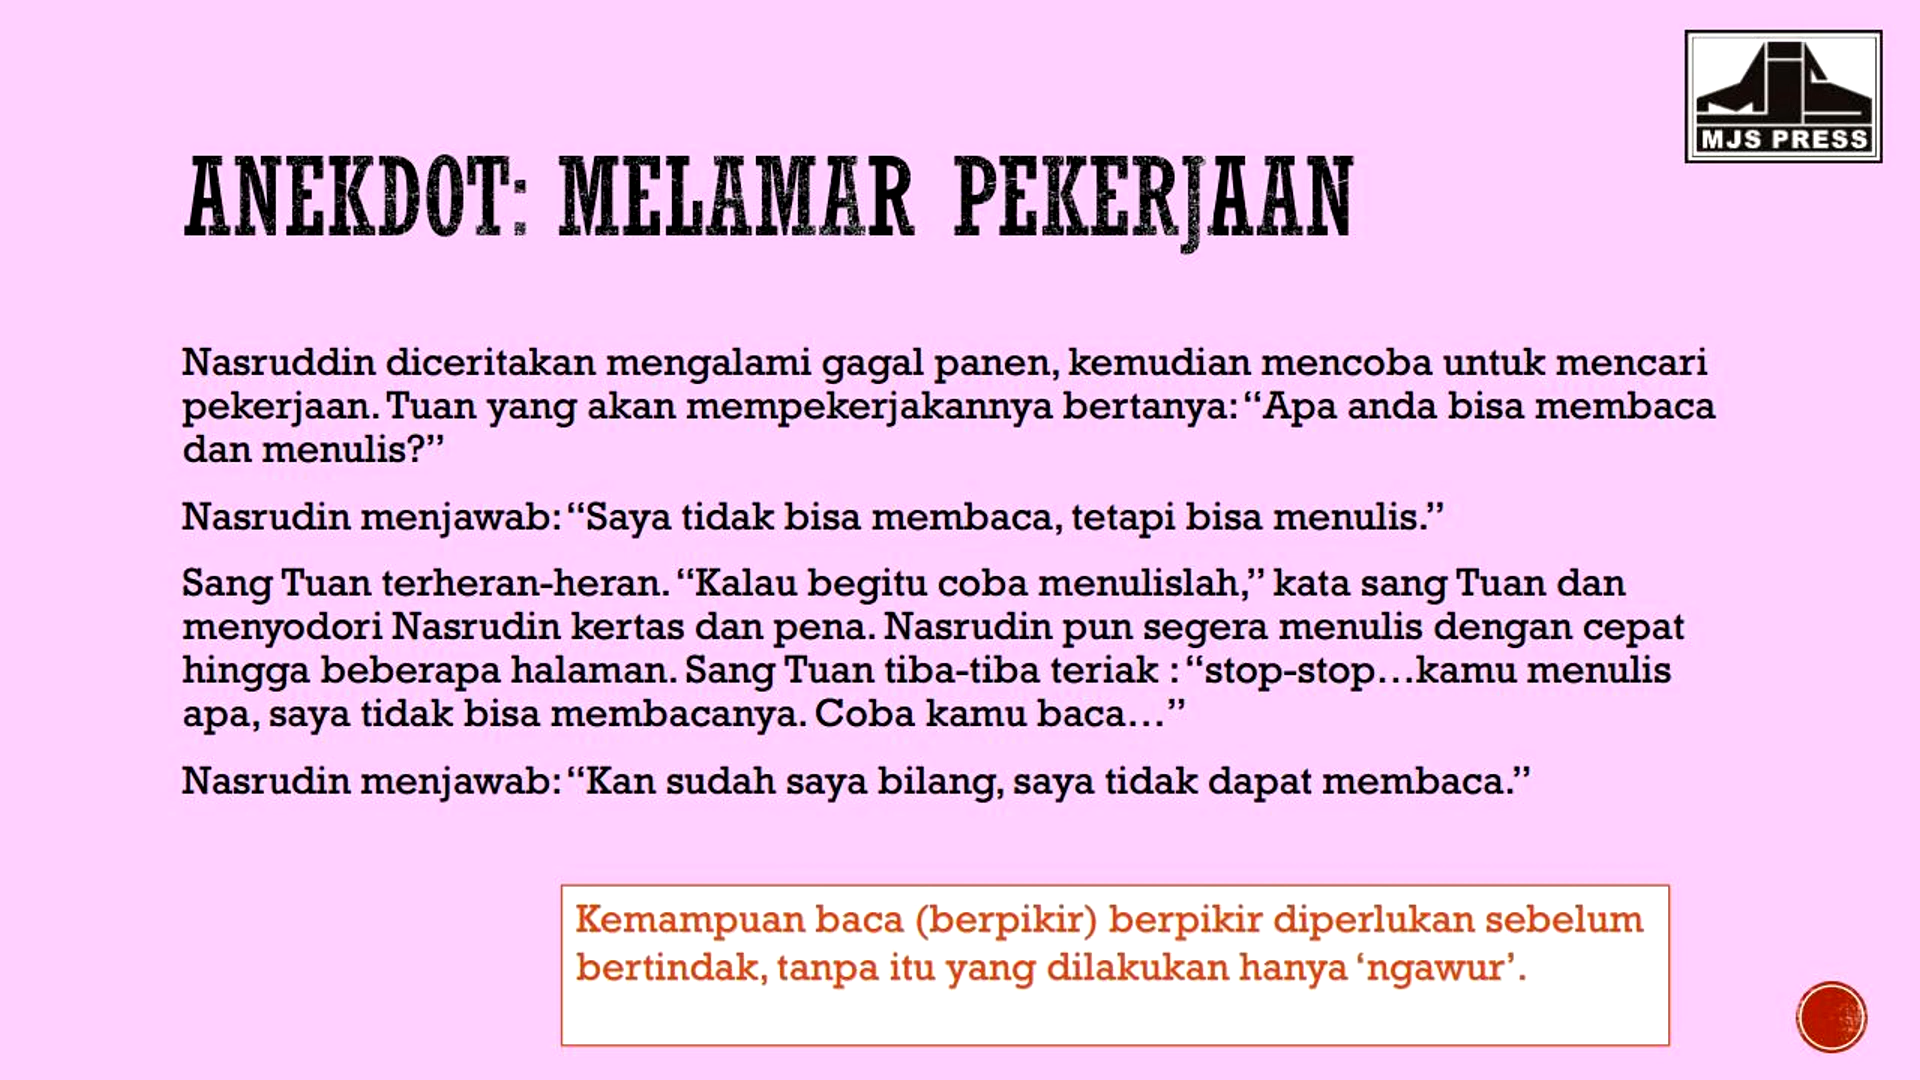 MJS PRESS
ANEKDOT: MELAMAR PEKERJAAN
Nasruddin diceritakan mengalami gagal panen, kemudian mencoba untuk mencari
pekerjaan. Tuan yang akan mempekerjakannya bertanya: “Apa anda bisa membaca
dan menulis?”
Nasrudin menjawab: “Saya tidak bisa membaca, tetapi bisa menulis.”
Sang Tuan terheran-heran. “Kalau begitu coba menulislah,” kata sang Tuan dan
menyodori Nasrudin kertas dan pena. Nasrudin pun segera menulis dengan cepat
hingga beberapa halaman. Sang Tuan tiba-tiba teriak : “stop-stop…kamu menulis
apa, saya tidak bisa membacanya. Coba kamu baca…”
Nasrudin menjawab: “Kan sudah saya bilang, saya tidak dapat membaca.”
Kemampuan baca (berpikir) berpikir diperlukan sebelum
bertindak, tanpa itu yang dilakukan hanya ‘ngawur’.